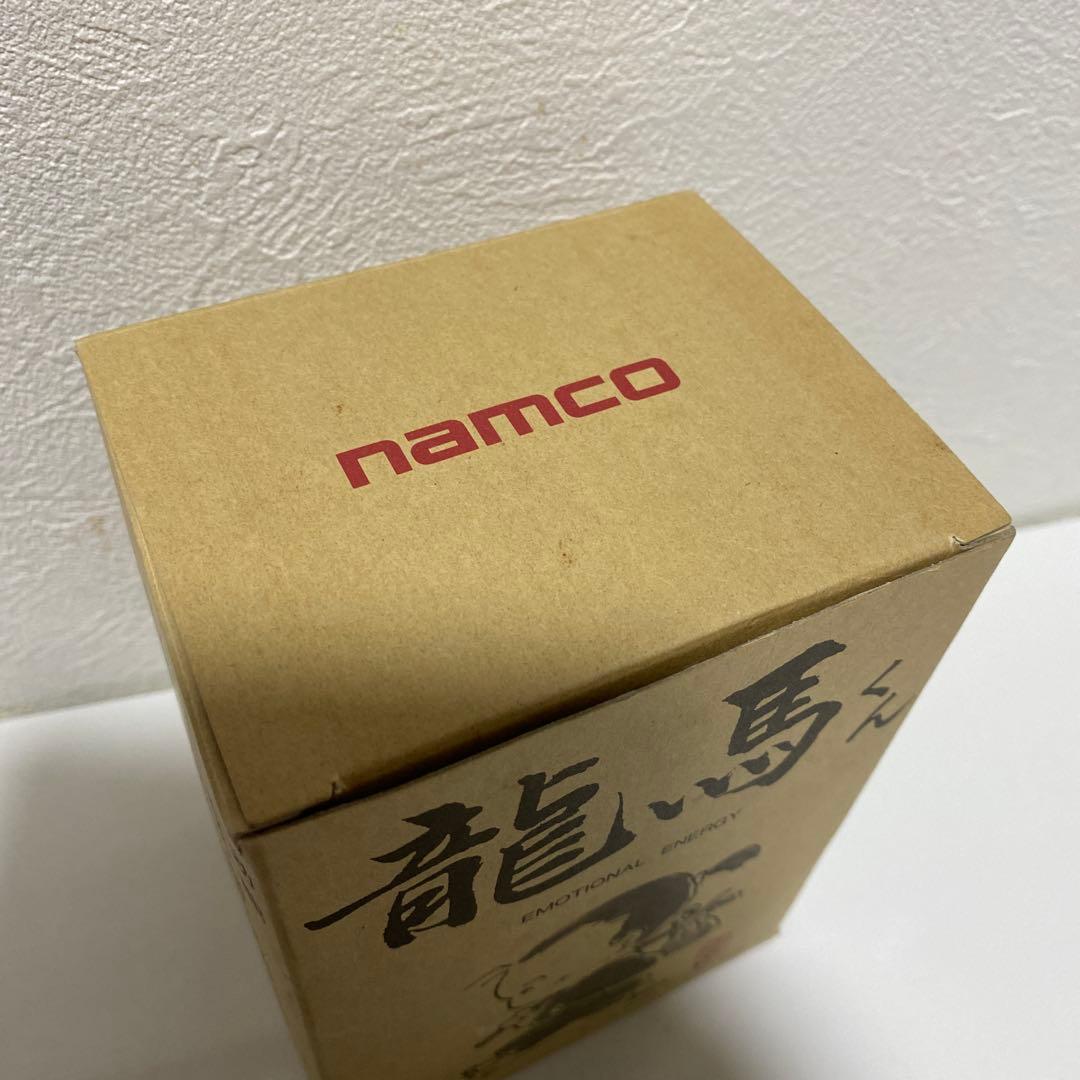 namco
龍馬くん
EMOTIONAL ENERGY